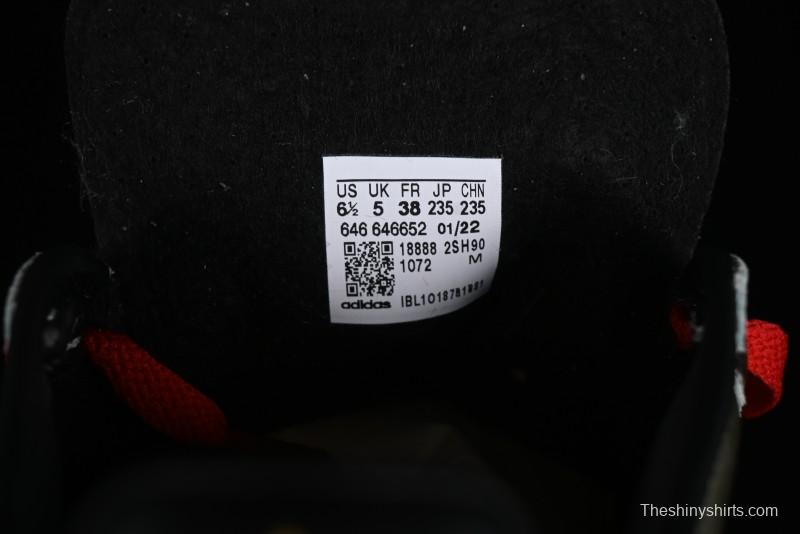 US UK FR JP CHN
6½ 5 38 235 235
646 646652 01/22
18888 2SH90
1072 M
adidas
Theshinyshirts.com